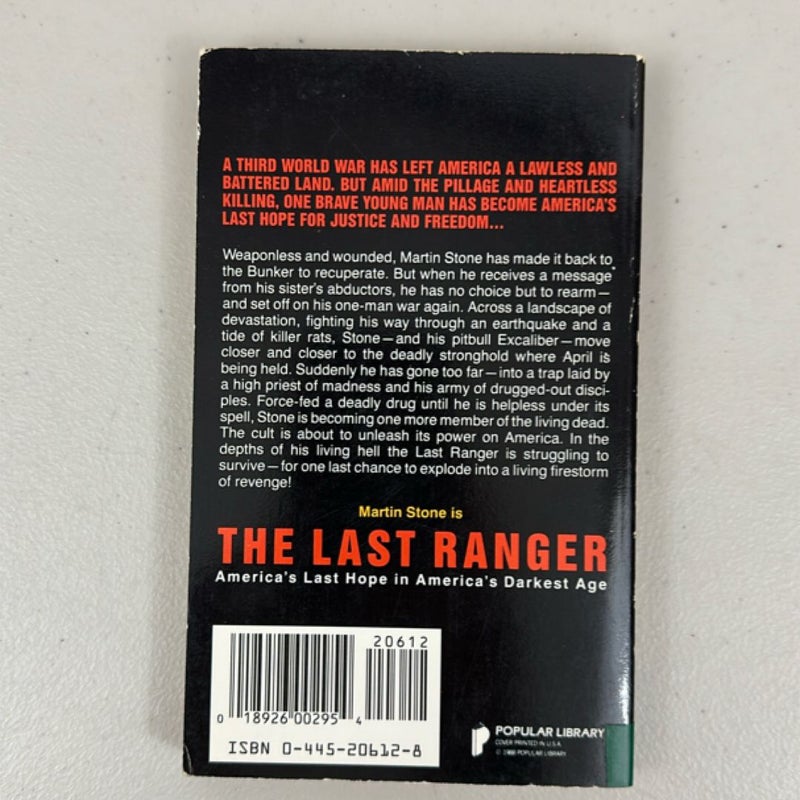 A THIRD WORLD WAR HAS LEFT AMERICA A LAWLESS AND
BATTERED LAND. BUT AMID THE PILLAGE AND HEARTLESS
KILLING, ONE BRAVE YOUNG MAN HAS BECOME AMERICA'S
LAST HOPE FOR JUSTICE AND FREEDOM...
Weaponless and wounded, Martin Stone has made it back to
the Bunker to recuperate. But when he receives a message
from his sister's abductors, he has no choice but to rearm—
and set off on his one-man war again. Across a landscape of
devastation, fighting his way through an earthquake and a
tide of killer rats, Stone—and his pitbull Excaliber—move
closer and closer to the deadly stronghold where April is
being held. Suddenly he has gone too far—into a trap laid by
a high priest of madness and his army of drugged-out disci-
ples. Force-fed a deadly drug until he is helpless under its
spell, Stone is becoming one more member of the living dead.
The cult is about to unleash its power on America. In the
depths of his living hell the Last Ranger is struggling to
survive—for one last chance to explode into a living firestorm
of revenge!
Martin Stone is
THE LAST RANGER
America's Last Hope in America's Darkest Age
20612
0 18926 00295 4
ISBN 0-445-20612-8
POPULAR LIBRARY
COVER PRINTED IN U.S.A.
© 1988 POPULAR LIBRARY